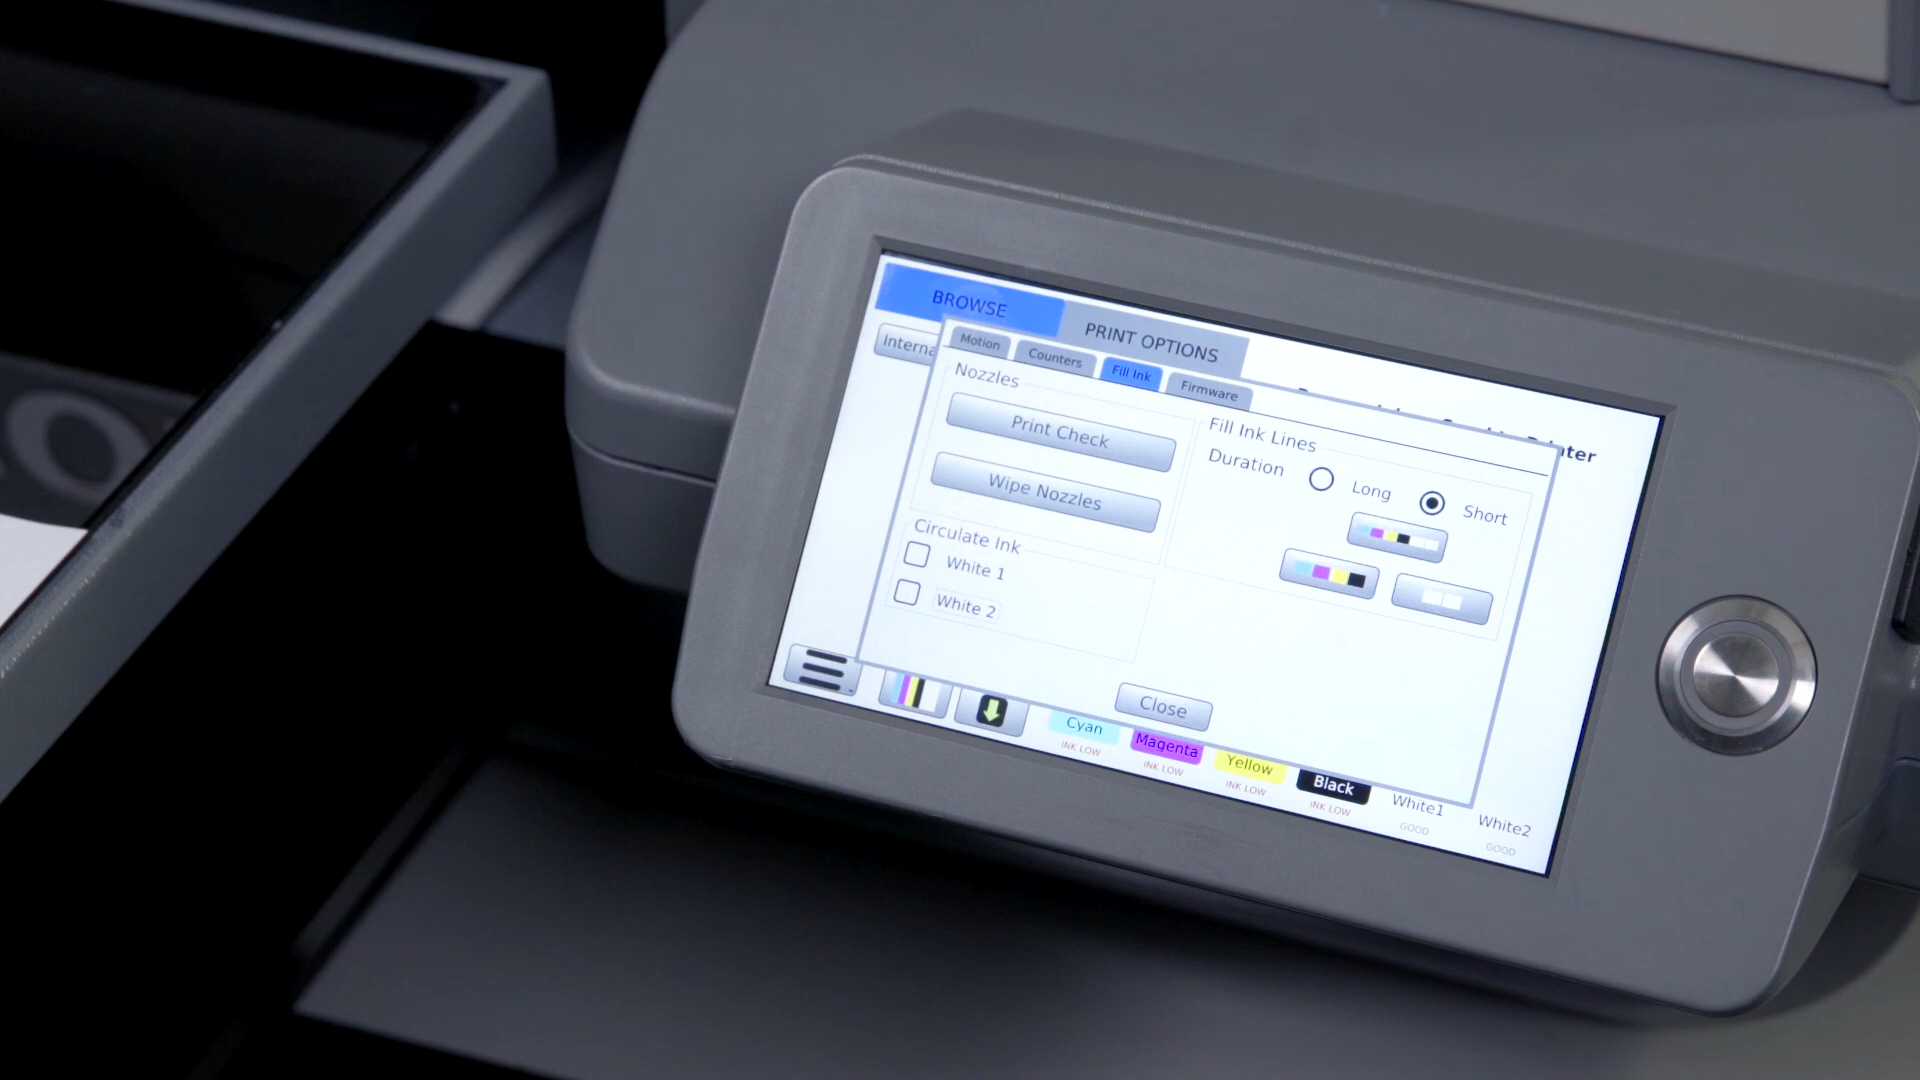 BROWSE
PRINT OPTIONS
Interna
Motion
Counters
Fill Ink
Firmware
Nozzles
Print Check
Wipe Nozzles
Circulate Ink
White 1
White 2
Fill Ink Lines
Duration
Long
Short
Close
Cyan
INK LOW
Magenta
INK LOW
Yellow
INK LOW
Black
INK LOW
White1
GOOD
White2
GOOD